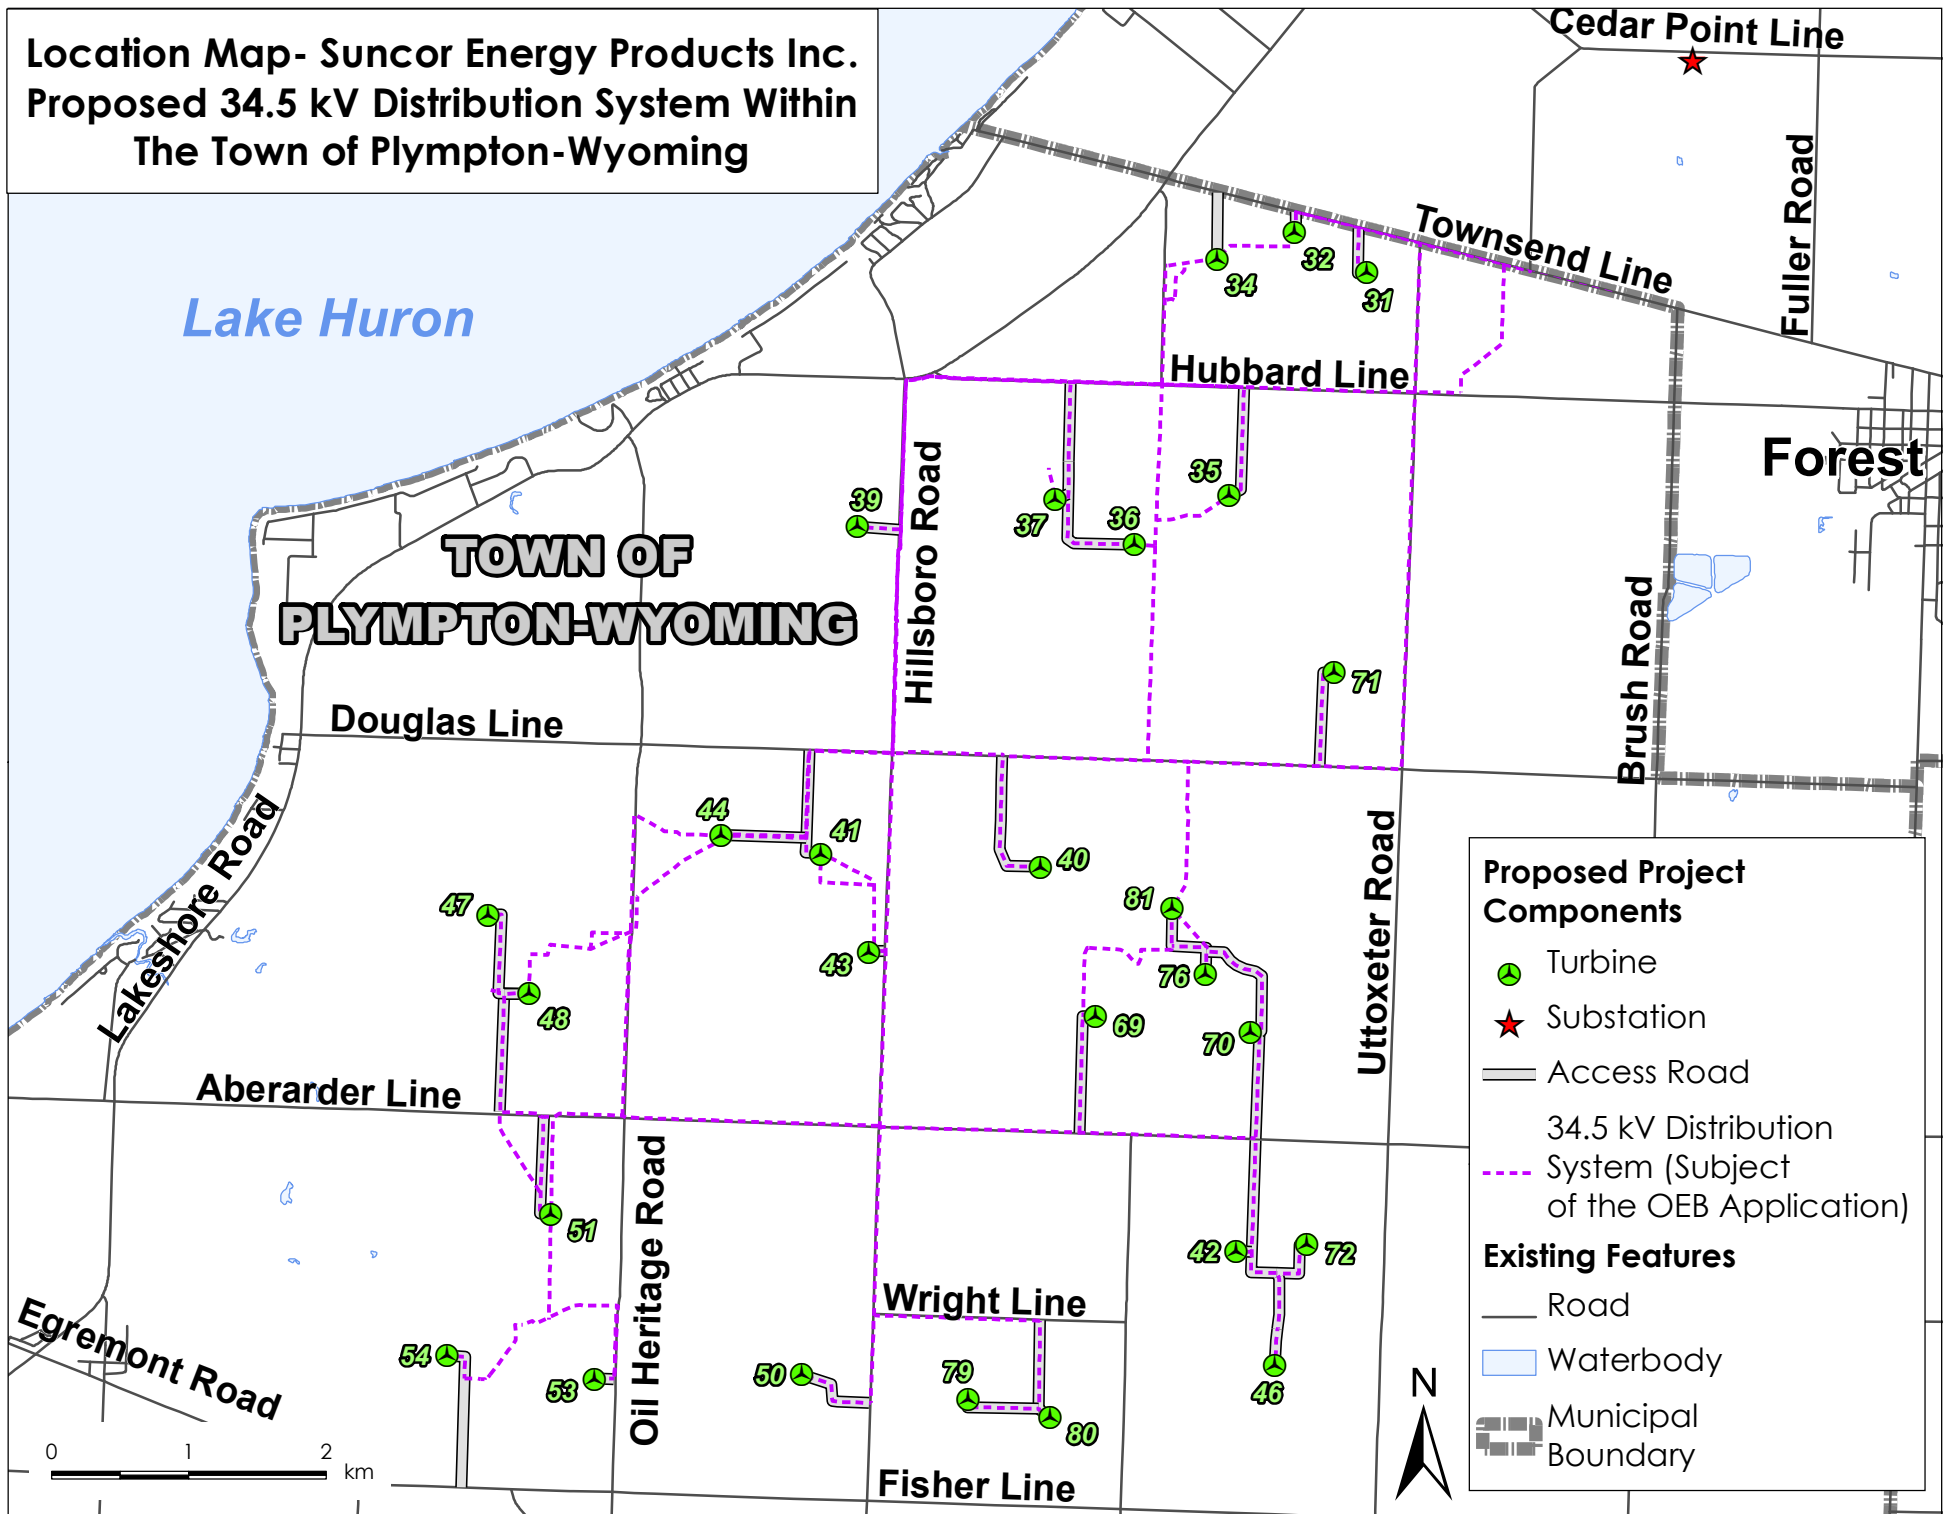 Location Map- Suncor Energy Products Inc.
Proposed 34.5 kV Distribution System Within
The Town of Plympton-Wyoming
Cedar Point Line
Fuller Road
Townsend Line
Lake Huron
32
34
31
Hubbard Line
Forest
Hillsboro Road
35
39
37
36
TOWN OF
PLYMPTON-WYOMING
Brush Road
71
Douglas Line
44
41
40
Lakeshore Road
Uttoxeter Road
47
81
43
76
48
69
70
Aberarder Line
Oil Heritage Road
51
42
72
Wright Line
Egremont Road
54
53
50
79
80
46
Fisher Line
0 1 2
km
N
Proposed Project
Components
Turbine
Substation
Access Road
34.5 kV Distribution
System (Subject
of the OEB Application)
Existing Features
Road
Waterbody
Municipal
Boundary